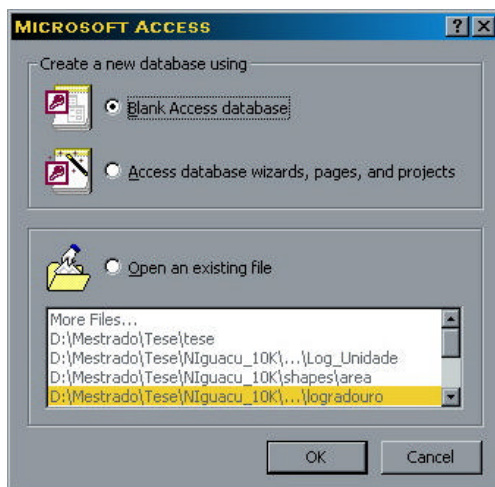 Microsoft Access
Create a new database using
Blank Access database
Access database wizards, pages, and projects
Open an existing file
More Files...
D:\Mestrado\Tese\tese
D:\Mestrado\Tese\NIguacu_10K\...\Log_Unidade
D:\Mestrado\Tese\NIguacu_10K\shapes\area
D:\Mestrado\Tese\NIguacu_10K\...\logradouro
OK Cancel